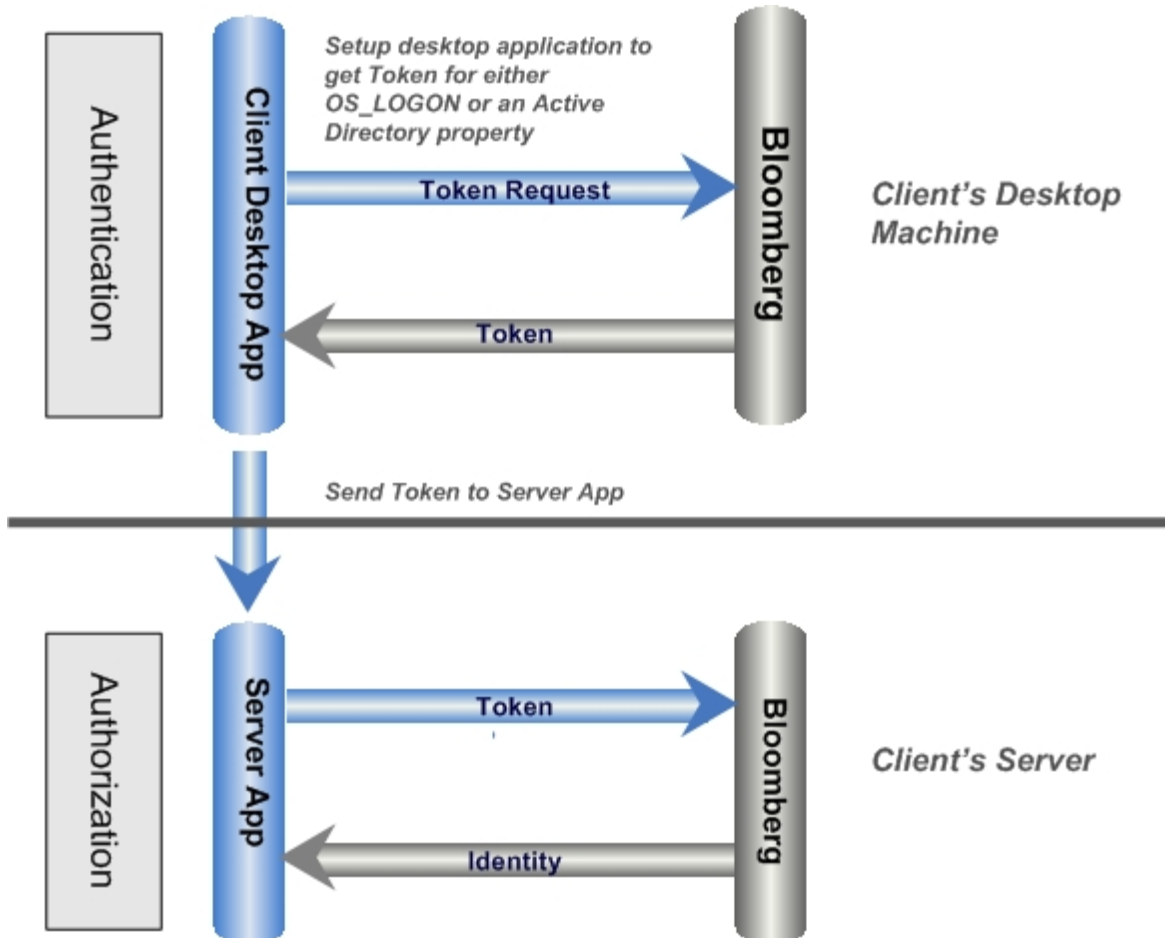 Authentication
Client Desktop App
Setup desktop application to
get Token for either
OS_LOGON or an Active
Directory property
Token Request
Token
Bloomberg
Client's Desktop
Machine
Send Token to Server App
Authorization
Server App
Token
Identity
Bloomberg
Client's Server